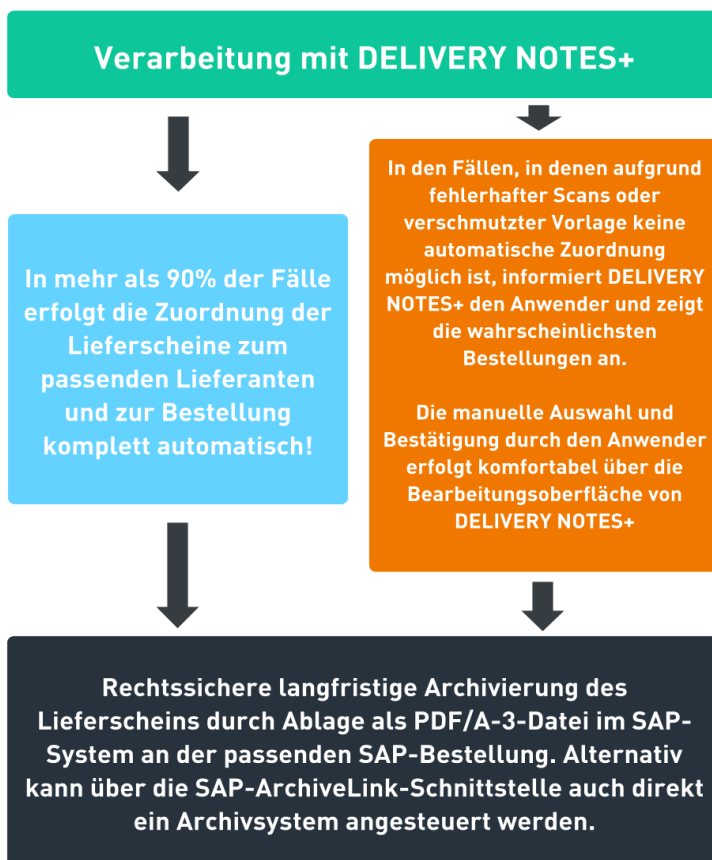 Verarbeitung mit DELIVERY NOTES+
In mehr als 90% der Fälle
erfolgt die Zuordnung der
Lieferscheine zum
passenden Lieferanten
und zur Bestellung
komplett automatisch!
In den Fällen, in denen aufgrund
fehlerhafter Scans oder
verschmutzter Vorlage keine
automatische Zuordnung
möglich ist, informiert DELIVERY
NOTES+ den Anwender und zeigt
die wahrscheinlichsten
Bestellungen an.
Die manuelle Auswahl und
Bestätigung durch den Anwender
erfolgt komfortabel über die
Bearbeitungsoberfläche von
DELIVERY NOTES+
Rechtssichere langfristige Archivierung des
Lieferscheins durch Ablage als PDF/A-3-Datei im SAP-
System an der passenden SAP-Bestellung. Alternativ
kann über die SAP-ArchiveLink-Schnittstelle auch direkt
ein Archivsystem angesteuert werden.